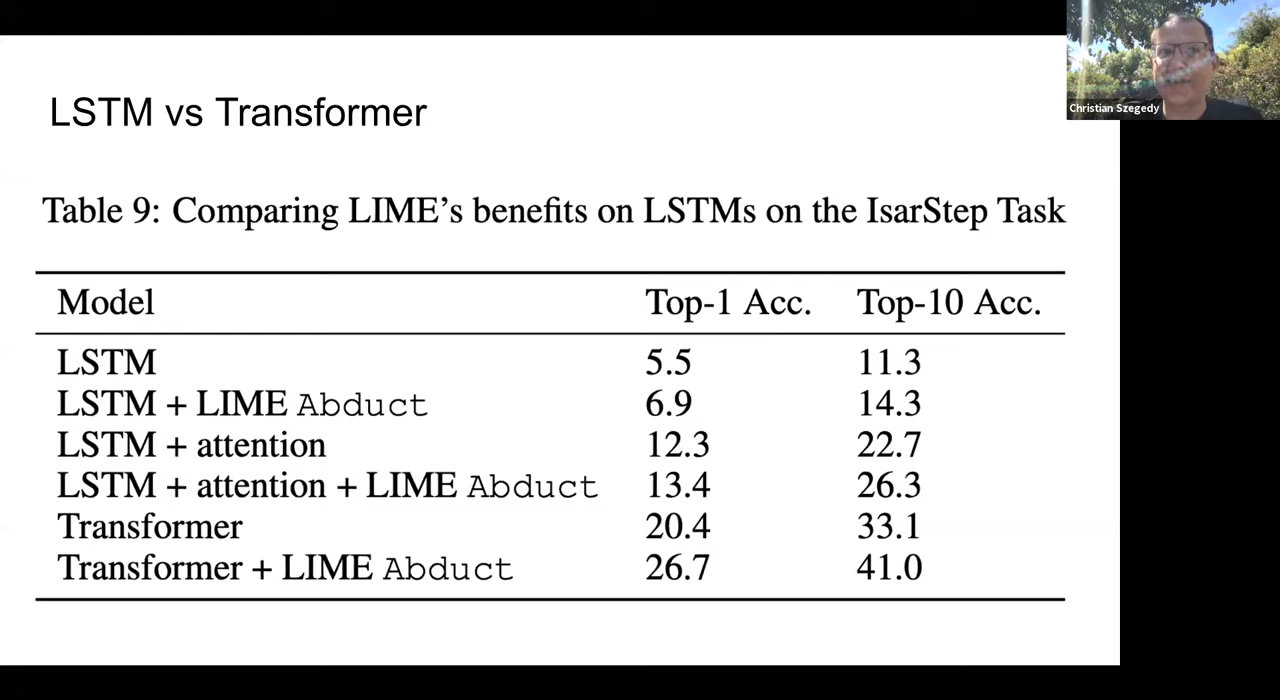 Christian Szegedy
LSTM vs Transformer
Table 9: Comparing LIME's benefits on LSTMs on the IsarStep Task
Model Top-1 Acc. Top-10 Acc.
LSTM 5.5 11.3
LSTM + LIME Abduct 6.9 14.3
LSTM + attention 12.3 22.7
LSTM + attention + LIME Abduct 13.4 26.3
Transformer 20.4 33.1
Transformer + LIME Abduct 26.7 41.0